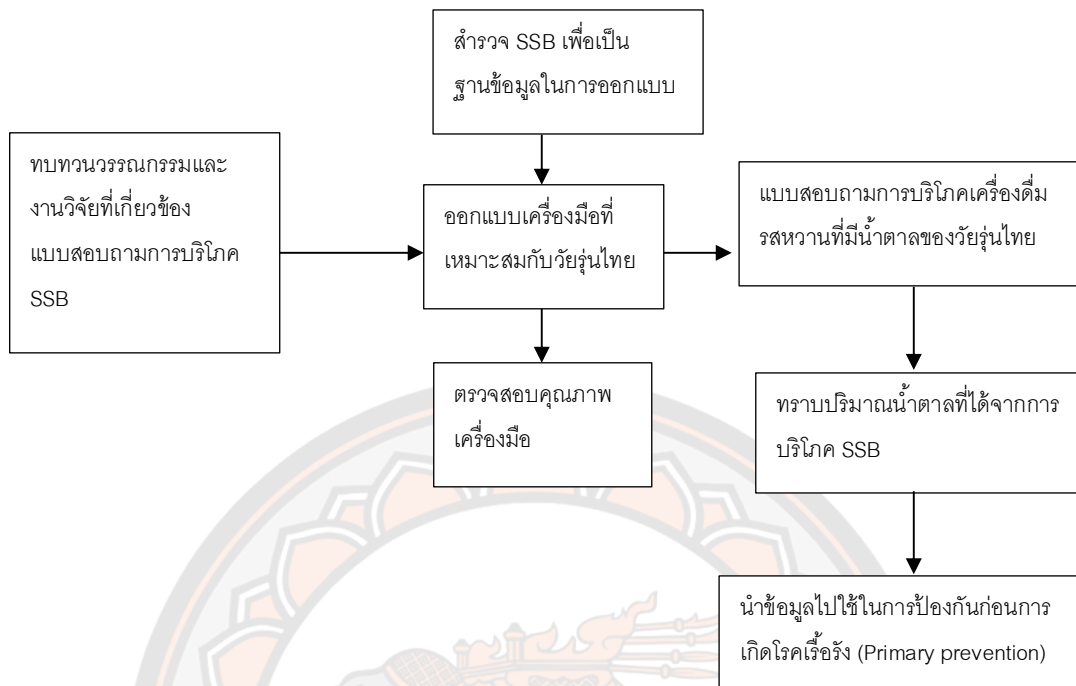 สำรวจ SSB เพื่อเป็น
ฐานข้อมูลในการออกแบบ
ทบทวนวรรณกรรมและ
งานวิจัยที่เกี่ยวข้อง
แบบสอบถามการบริโภค
SSB
ออกแบบเครื่องมือที่
เหมาะสมกับวัยรุ่นไทย
แบบสอบถามการบริโภคเครื่องดื่ม
รสหวานที่มีน้ำตาลของวัยรุ่นไทย
ตรวจสอบคุณภาพ
เครื่องมือ
ทราบปริมาณน้ำตาลที่ได้จากการ
บริโภค SSB
นำข้อมูลไปใช้ในการป้องกันก่อนการ
เกิดโรคเรื้อรัง (Primary prevention)